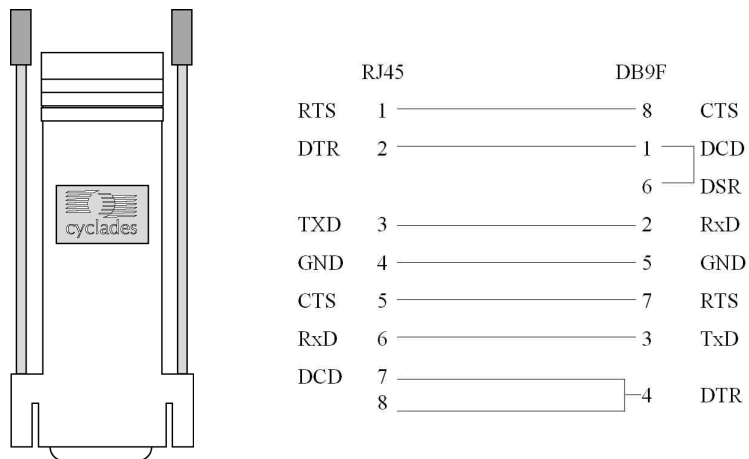 RJ45 DB9F
RTS 1 8 CTS
DTR 2 1 DCD
6 DSR
cyclades
TXD 3 2 RxD
GND 4 5 GND
CTS 5 7 RTS
RxD 6 3 TxD
DCD 7
4 DTR
8